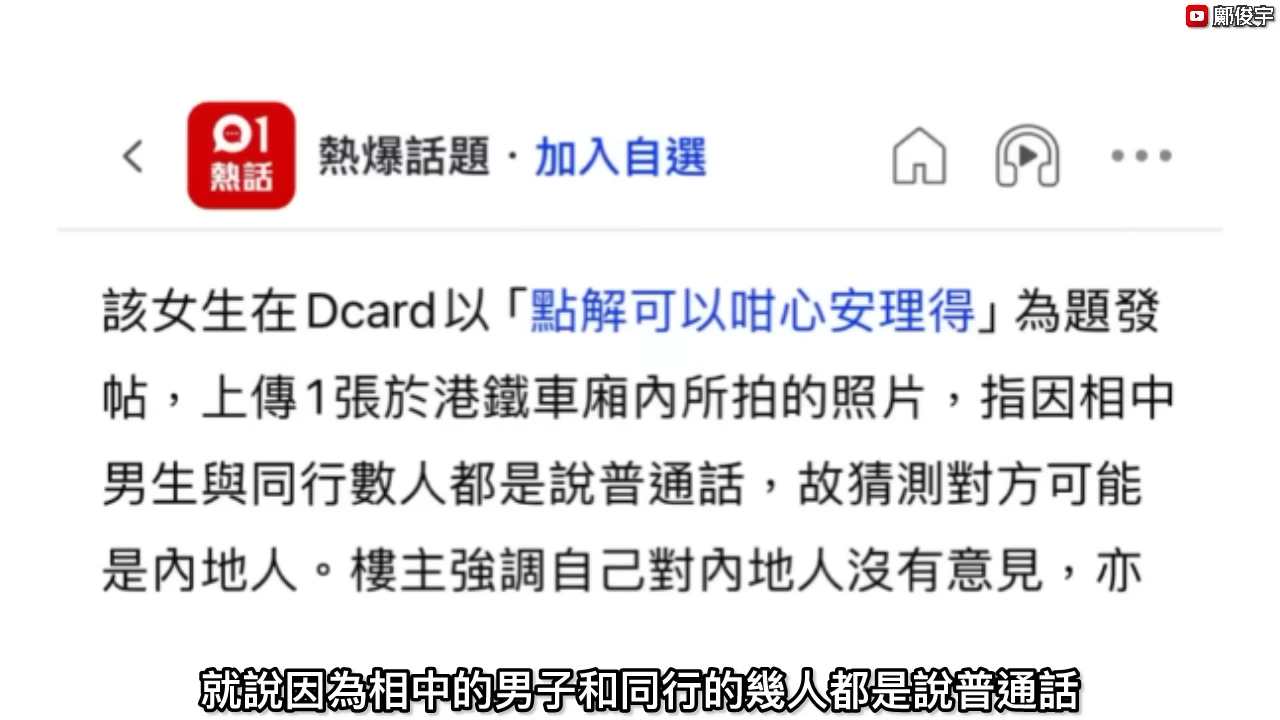 鄺俊宇
01
熱話
熱爆話題 · 加入自選
該女生在Dcard以「點解可以咁心安理得」為題發
帖，上傳1張於港鐵車廂內所拍的照片，指因相中
男生與同行數人都是說普通話，故猜測對方可能
是內地人。樓主強調自己對內地人沒有意見，亦
就說因為相中的男子和同行的幾人都是說普通話